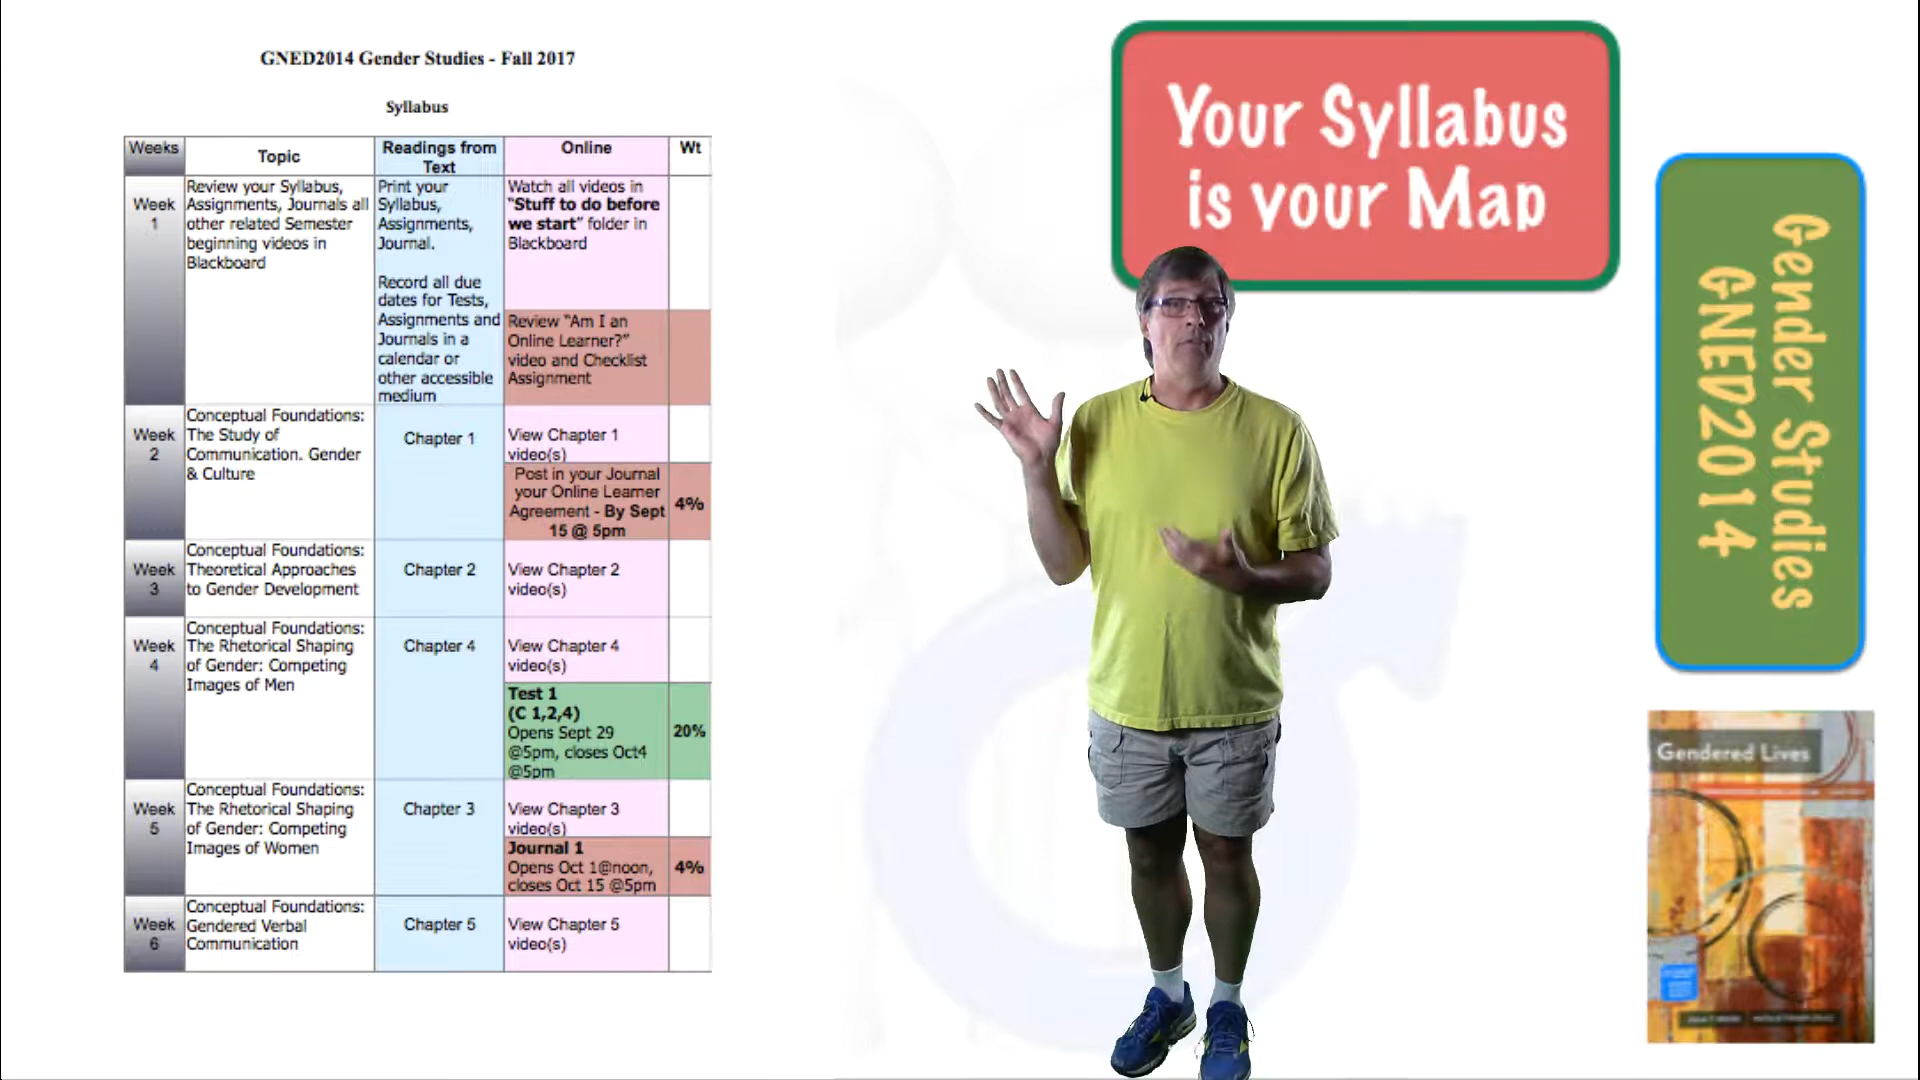 GNED2014 Gender Studies - Fall 2017
Syllabus
Weeks
Topic
Readings from
Text
Online
Wt
Week
1
Review your Syllabus,
Assignments, Journals all
other related Semester
beginning videos in
Blackboard
Print your
Syllabus,
Assignments,
Journal.
Record all due
dates for Tests,
Assignments and
Journals in a
calendar or
other accessible
medium
Watch all videos in
"Stuff to do before
we start" folder in
Blackboard
Review "Am I an
Online Learner?"
video and Checklist
Assignment
Week
2
Conceptual Foundations:
The Study of
Communication. Gender
& Culture
Chapter 1
View Chapter 1
video(s)
Post in your Journal
your Online Learner
Agreement - By Sept
15 @ 5pm
4%
Week
3
Conceptual Foundations:
Theoretical Approaches
to Gender Development
Chapter 2
View Chapter 2
video(s)
Week
4
Conceptual Foundations:
The Rhetorical Shaping
of Gender: Competing
Images of Men
Chapter 4
View Chapter 4
video(s)
Test 1
(C 1,2,4)
Opens Sept 29
@5pm, closes Oct4
@5pm
20%
Week
5
Conceptual Foundations:
The Rhetorical Shaping
of Gender: Competing
Images of Women
Chapter 3
View Chapter 3
video(s)
Journal 1
Opens Oct 1@noon,
closes Oct 15 @5pm
4%
Week
6
Conceptual Foundations:
Gendered Verbal
Communication
Chapter 5
View Chapter 5
video(s)
Your Syllabus
is your Map
Gender Studies
GNED2014
Gendered Lives